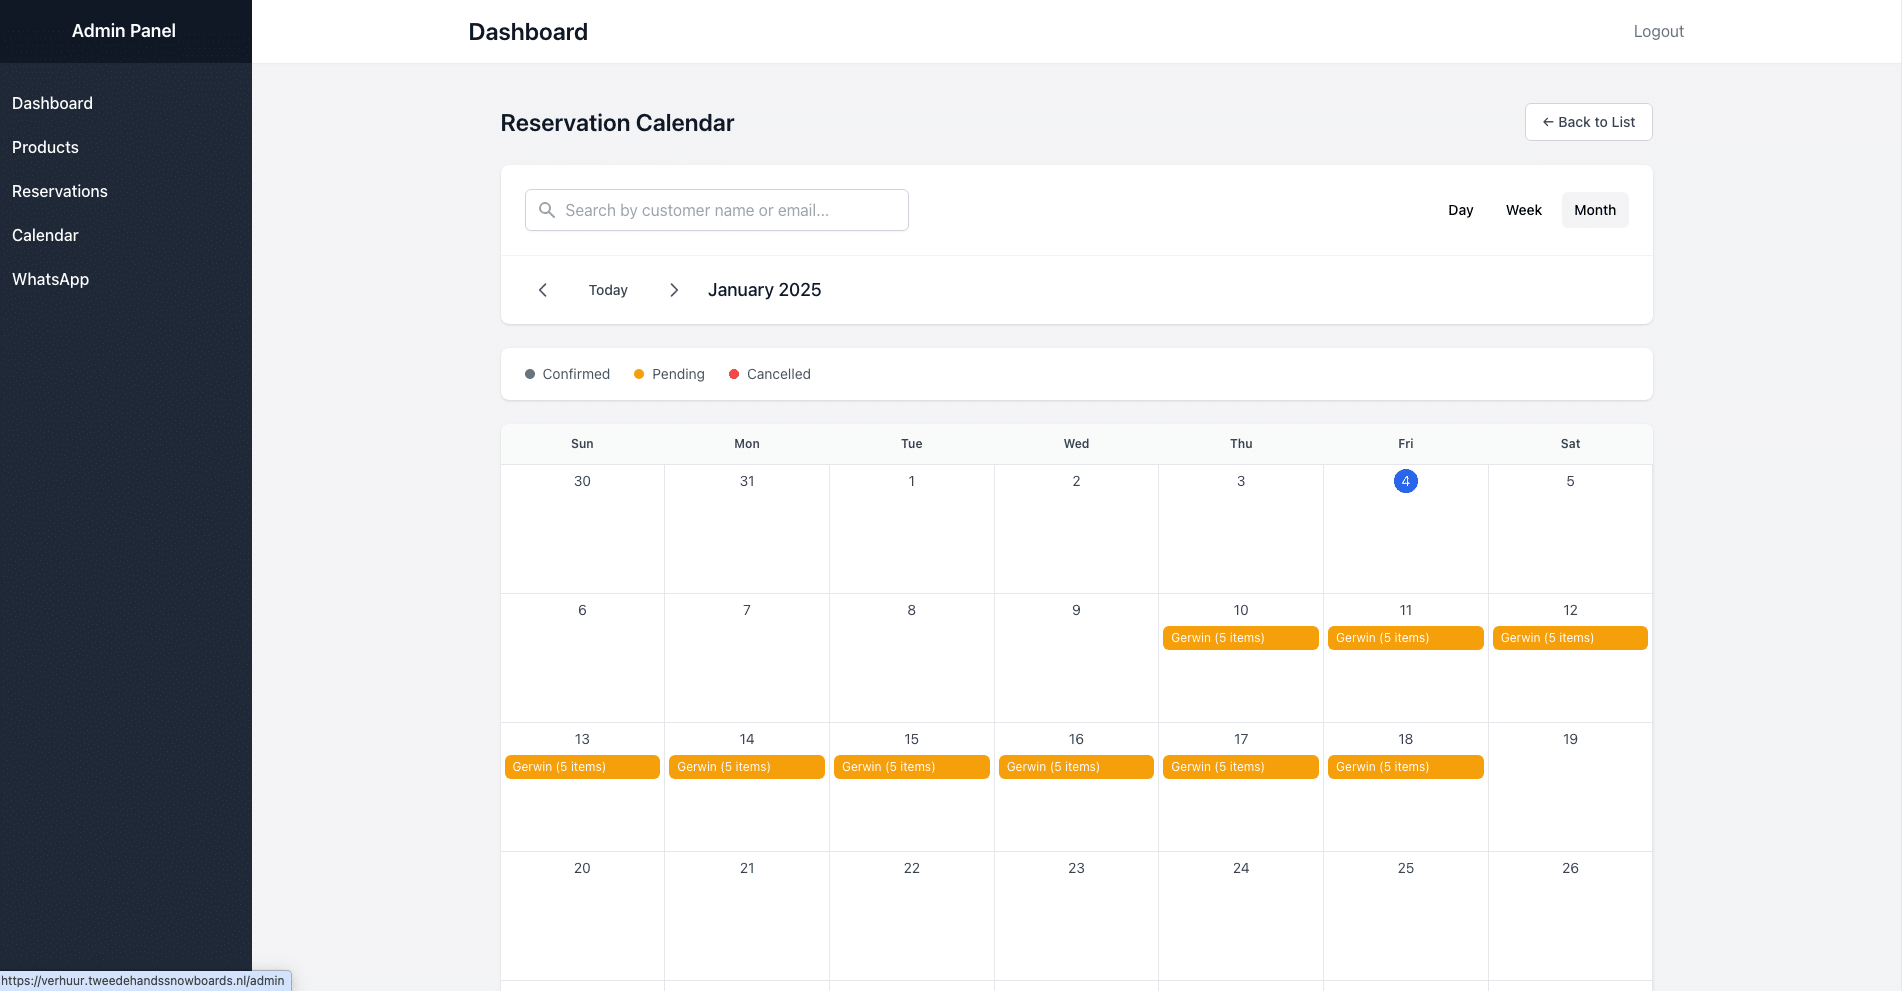 Admin Panel
Dashboard
Products
Reservations
Calendar
WhatsApp
Dashboard
Logout
Reservation Calendar
← Back to List
Search by customer name or email...
Day Week Month
Today
January 2025
Confirmed Pending Cancelled
Sun Mon Tue Wed Thu Fri Sat
30 31 1 2 3 4 5
6 7 8 9 10 11 12
Gerwin (5 items) Gerwin (5 items) Gerwin (5 items)
13 14 15 16 17 18 19
Gerwin (5 items) Gerwin (5 items) Gerwin (5 items) Gerwin (5 items) Gerwin (5 items) Gerwin (5 items)
20 21 22 23 24 25 26
https://verhuur.tweedehandssnowboards.nl/admin